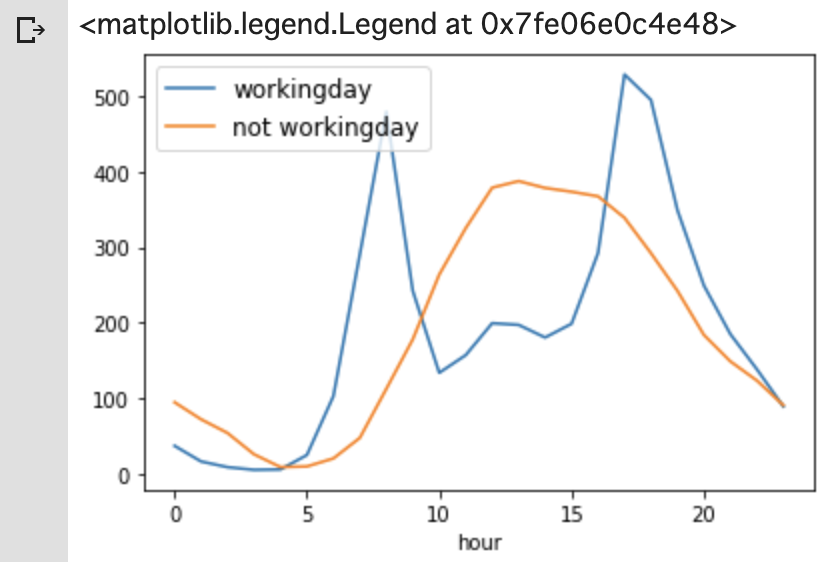 <matplotlib.legend.Legend at 0x7fe06e0c4e48>
workingday
not workingday
500
400
300
200
100
0
0 5 10 15 20
hour